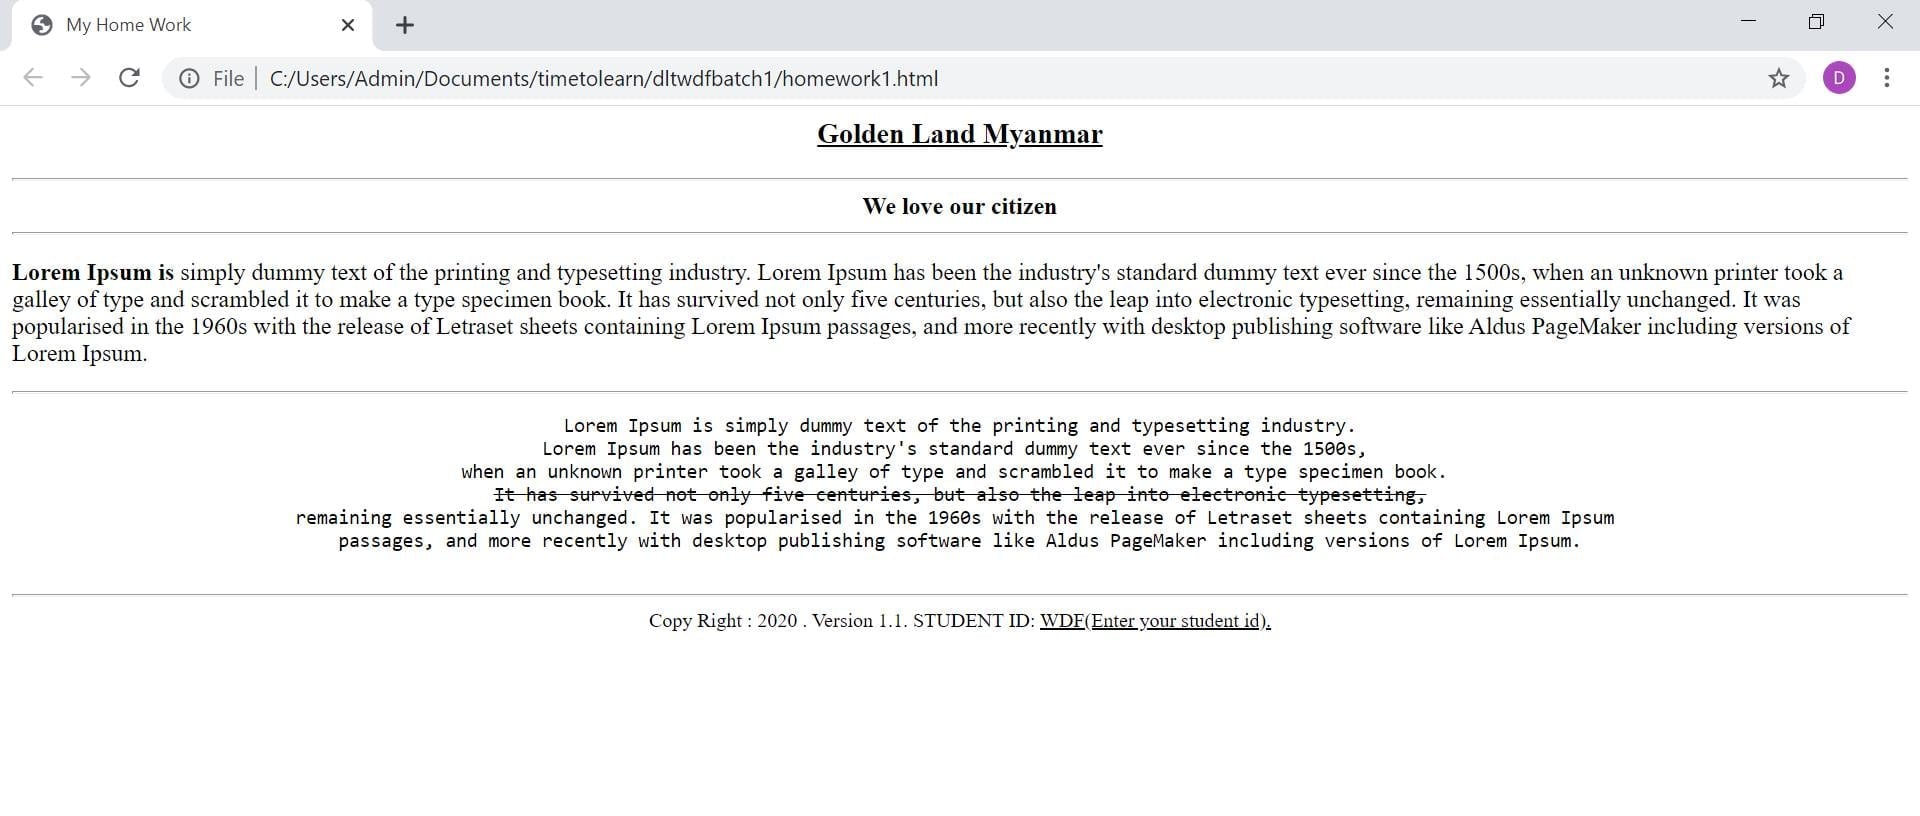 My Home Work
File C:/Users/Admin/Documents/timetolearn/dltwdfbatch1/homework1.html
D
Golden Land Myanmar
We love our citizen
Lorem Ipsum is simply dummy text of the printing and typesetting industry. Lorem Ipsum has been the industry's standard dummy text ever since the 1500s, when an unknown printer took a
galley of type and scrambled it to make a type specimen book. It has survived not only five centuries, but also the leap into electronic typesetting, remaining essentially unchanged. It was
popularised in the 1960s with the release of Letraset sheets containing Lorem Ipsum passages, and more recently with desktop publishing software like Aldus PageMaker including versions of
Lorem Ipsum.
Lorem Ipsum is simply dummy text of the printing and typesetting industry.
Lorem Ipsum has been the industry's standard dummy text ever since the 1500s,
when an unknown printer took a galley of type and scrambled it to make a type specimen book.
It has survived not only five centuries, but also the leap into electronic typesetting,
remaining essentially unchanged. It was popularised in the 1960s with the release of Letraset sheets containing Lorem Ipsum
passages, and more recently with desktop publishing software like Aldus PageMaker including versions of Lorem Ipsum.
Copy Right : 2020 . Version 1.1. STUDENT ID: WDF(Enter your student id).